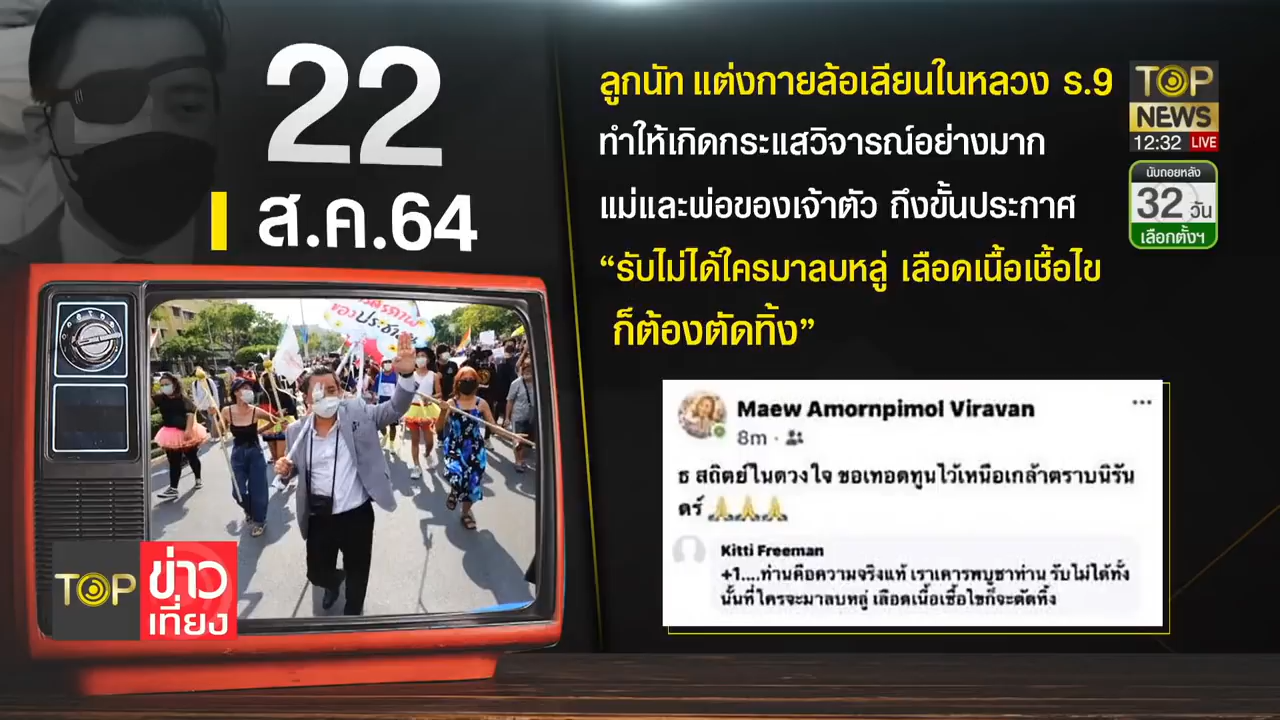 22
ส.ค.64
ลูกนัท แต่งกายล้อเลียนในหลวง ร.9
ทำให้เกิดกระแสวิจารณ์อย่างมาก
แม่และพ่อของเจ้าตัว ถึงขั้นประกาศ
“รับไม่ได้ใครมาลบหลู่ เลือดเนื้อเชื้อไข
ก็ต้องตัดทิ้ง”
TOP
NEWS
12:32 LIVE
นับถอยหลัง
32 วัน
เลือกตั้งฯ
ของประชาชน
Maew Amornpimol Viravan
8m
ธ สถิตย์ในดวงใจ ขอเทอดทูนไว้เหนือเกล้าตราบนิรัน
ดร์ 🙏🙏🙏
Kitti Freeman
+1....ท่านคือความจริงแท้ เราเคารพบูชาท่าน รับไม่ได้ทั้ง
นั้นที่ใครจะมาลบหลู่ เลือดเนื้อเชื้อไขก็จะตัดทิ้ง
TOP ข่าว
เที่ยง